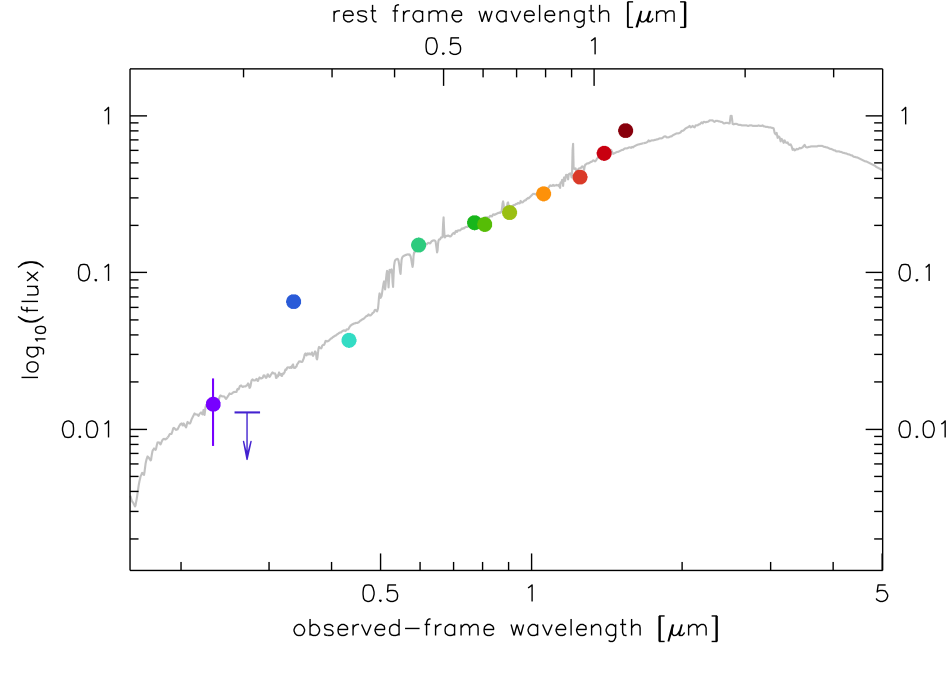 rest frame wavelength [μm]
0.5 1
1 1
0.1 0.1
log10(flux)
0.01 0.01
0.5 1 5
observed-frame wavelength [μm]